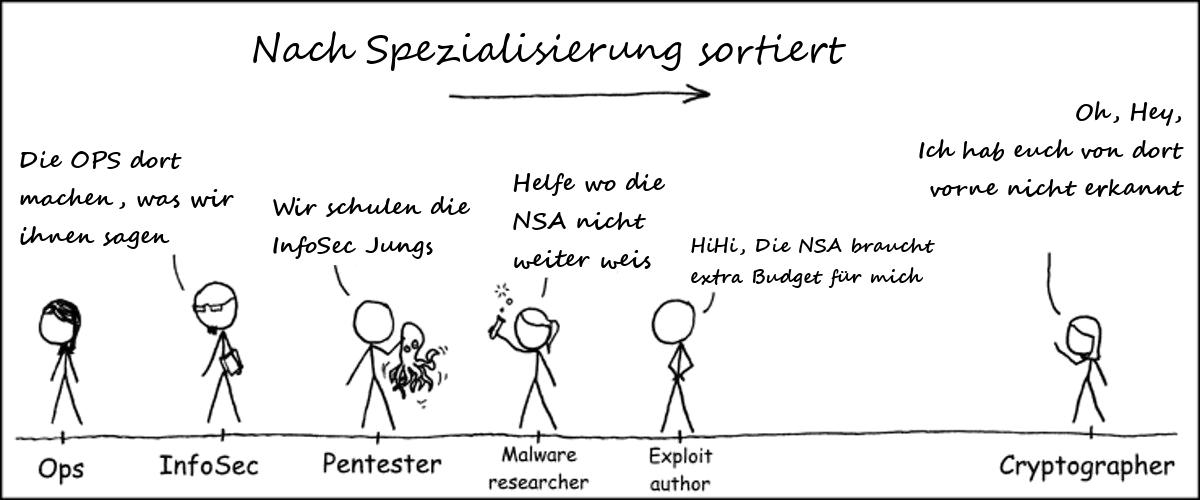 Nach Spezialisierung sortiert
Die OPS dort
machen, was wir
ihnen sagen
Wir schulen die
InfoSec Jungs
Helfe wo die
NSA nicht
weiter weis
HiHi, Die NSA braucht
extra Budget für mich
Oh, Hey,
Ich hab euch von dort
vorne nicht erkannt
Ops
InfoSec
Pentester
Malware
researcher
Exploit
author
Cryptographer